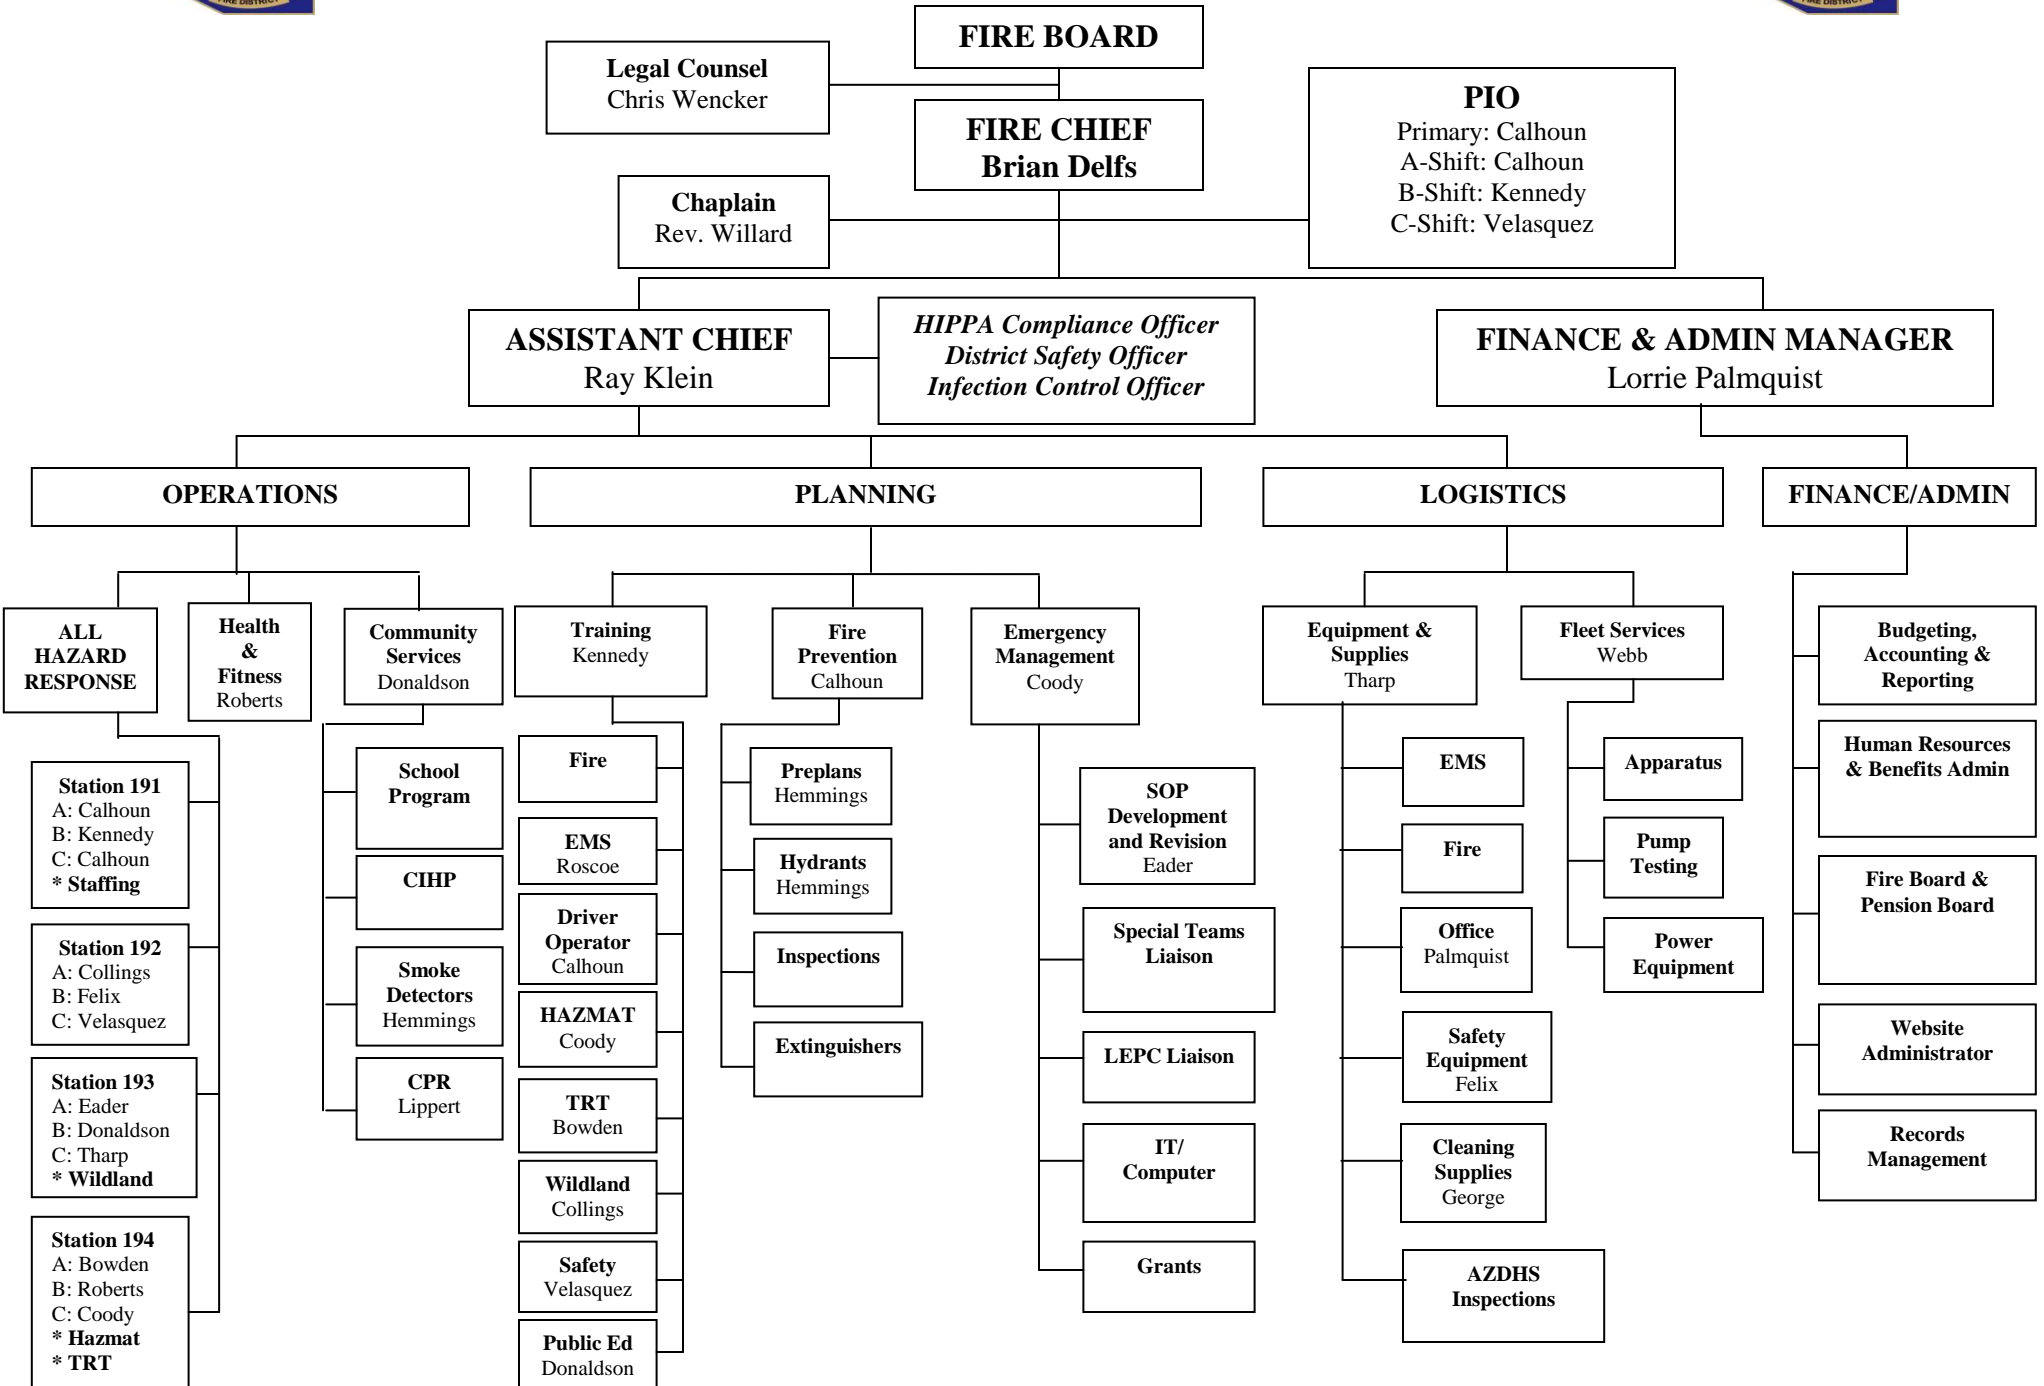 FIRE DISTRICT
FIRE DISTRICT
FIRE BOARD
Legal Counsel
Chris Wencker
FIRE CHIEF
Brian Delfs
PIO
Primary: Calhoun
A-Shift: Calhoun
B-Shift: Kennedy
C-Shift: Velasquez
Chaplain
Rev. Willard
ASSISTANT CHIEF
Ray Klein
HIPPA Compliance Officer
District Safety Officer
Infection Control Officer
FINANCE & ADMIN MANAGER
Lorrie Palmquist
OPERATIONS
PLANNING
LOGISTICS
FINANCE/ADMIN
ALL
HAZARD
RESPONSE
Health
&
Fitness
Roberts
Community
Services
Donaldson
Training
Kennedy
Fire
Prevention
Calhoun
Emergency
Management
Coody
Equipment &
Supplies
Tharp
Fleet Services
Webb
Station 191
A: Calhoun
B: Kennedy
C: Calhoun
* Staffing
Station 192
A: Collings
B: Felix
C: Velasquez
Station 193
A: Eader
B: Donaldson
C: Tharp
* Wildland
Station 194
A: Bowden
B: Roberts
C: Coody
* Hazmat
* TRT
School
Program
CIHP
Smoke
Detectors
Hemmings
CPR
Lippert
Fire
EMS
Roscoe
Driver
Operator
Calhoun
HAZMAT
Coody
TRT
Bowden
Wildland
Collings
Safety
Velasquez
Public Ed
Donaldson
Preplans
Hemmings
Hydrants
Hemmings
Inspections
Extinguishers
SOP
Development
and Revision
Eader
Special Teams
Liaison
LEPC Liaison
IT/
Computer
Grants
EMS
Fire
Office
Palmquist
Safety
Equipment
Felix
Cleaning
Supplies
George
AZDHS
Inspections
Apparatus
Pump
Testing
Power
Equipment
Budgeting,
Accounting &
Reporting
Human Resources
& Benefits Admin
Fire Board &
Pension Board
Website
Administrator
Records
Management